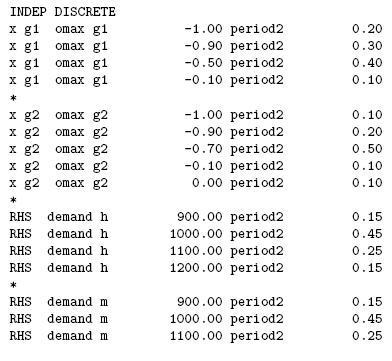 INDEP DISCRETE
x g1  omax g1          -1.00 period2         0.20
x g1  omax g1          -0.90 period2         0.30
x g1  omax g1          -0.50 period2         0.40
x g1  omax g1          -0.10 period2         0.10
*
x g2  omax g2          -1.00 period2         0.10
x g2  omax g2          -0.90 period2         0.20
x g2  omax g2          -0.70 period2         0.50
x g2  omax g2          -0.10 period2         0.10
x g2  omax g2           0.00 period2         0.10
*
RHS  demand h         900.00 period2         0.15
RHS  demand h        1000.00 period2         0.45
RHS  demand h        1100.00 period2         0.25
RHS  demand h        1200.00 period2         0.15
*
RHS  demand m         900.00 period2         0.15
RHS  demand m        1000.00 period2         0.45
RHS  demand m        1100.00 period2         0.25